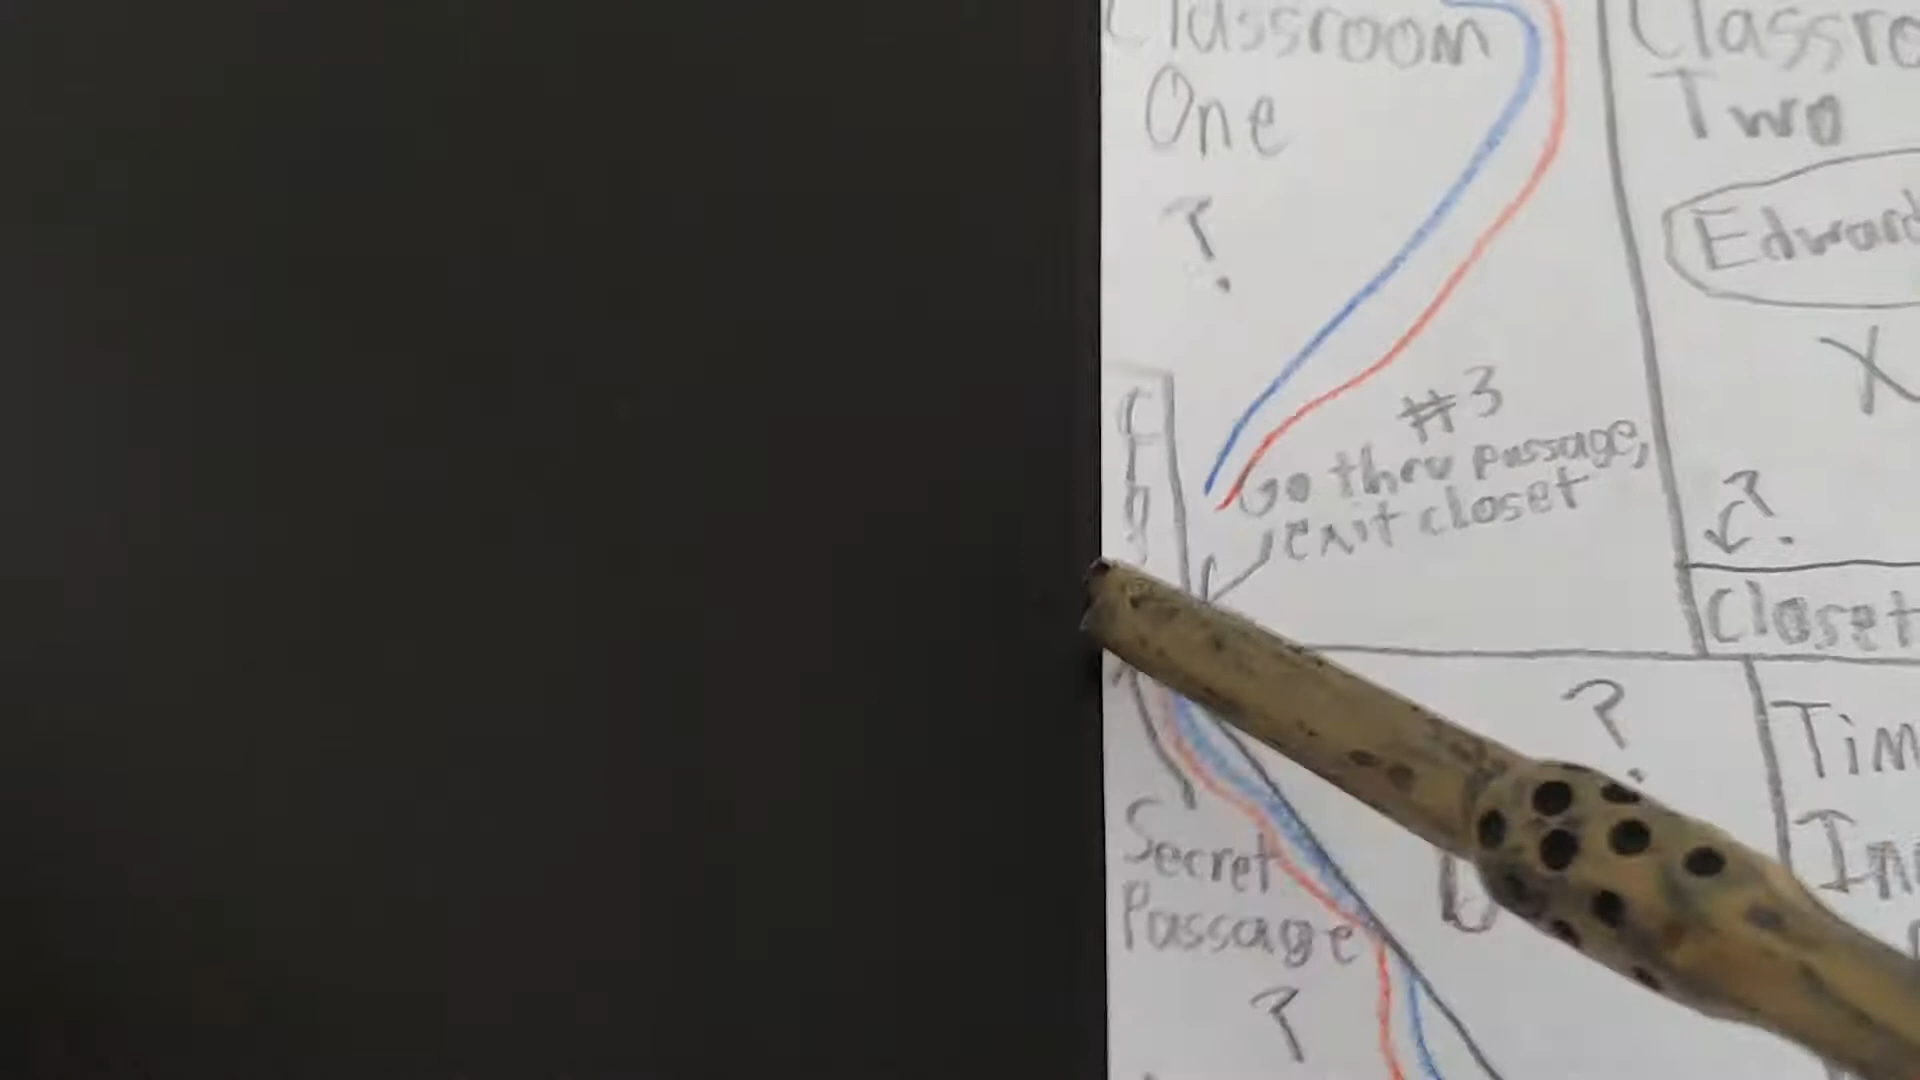 Classroom
One
?
#3
Go thru passage,
exit closet
Classro
Two
Edward
X
?
Closet
?
Tim
In
Secret
Passage
?